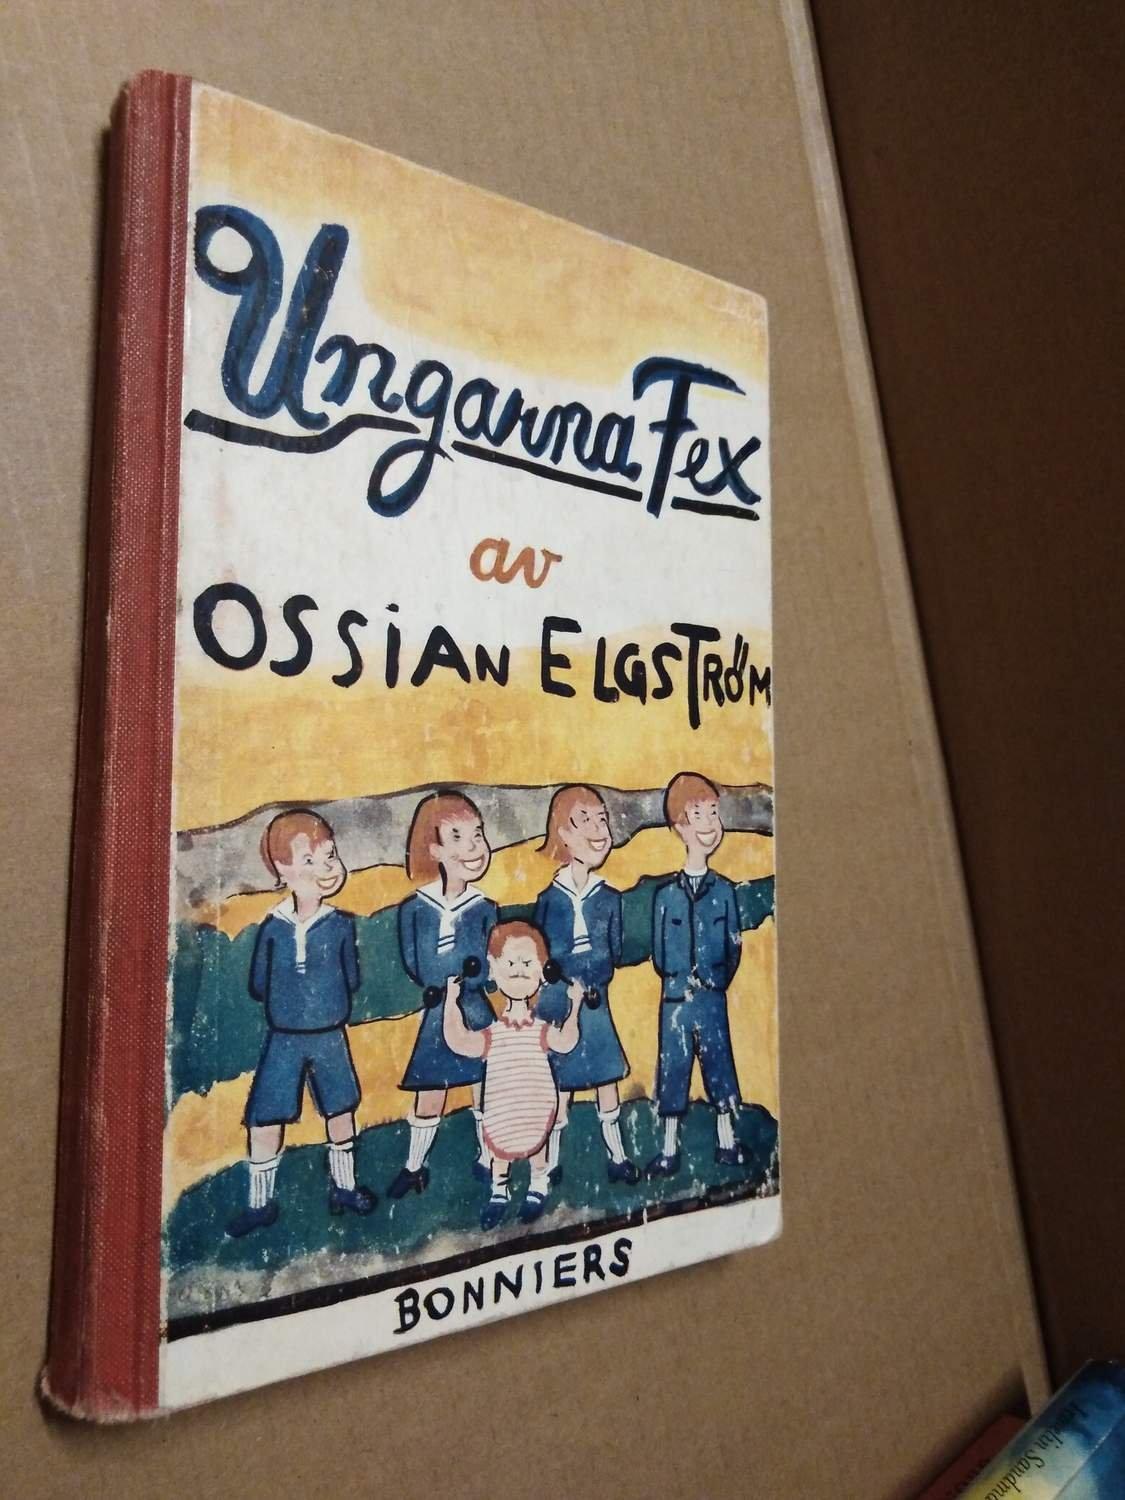 Ungarna Fex
av
OSSiAN ELGSTRÖM
BONNIERS